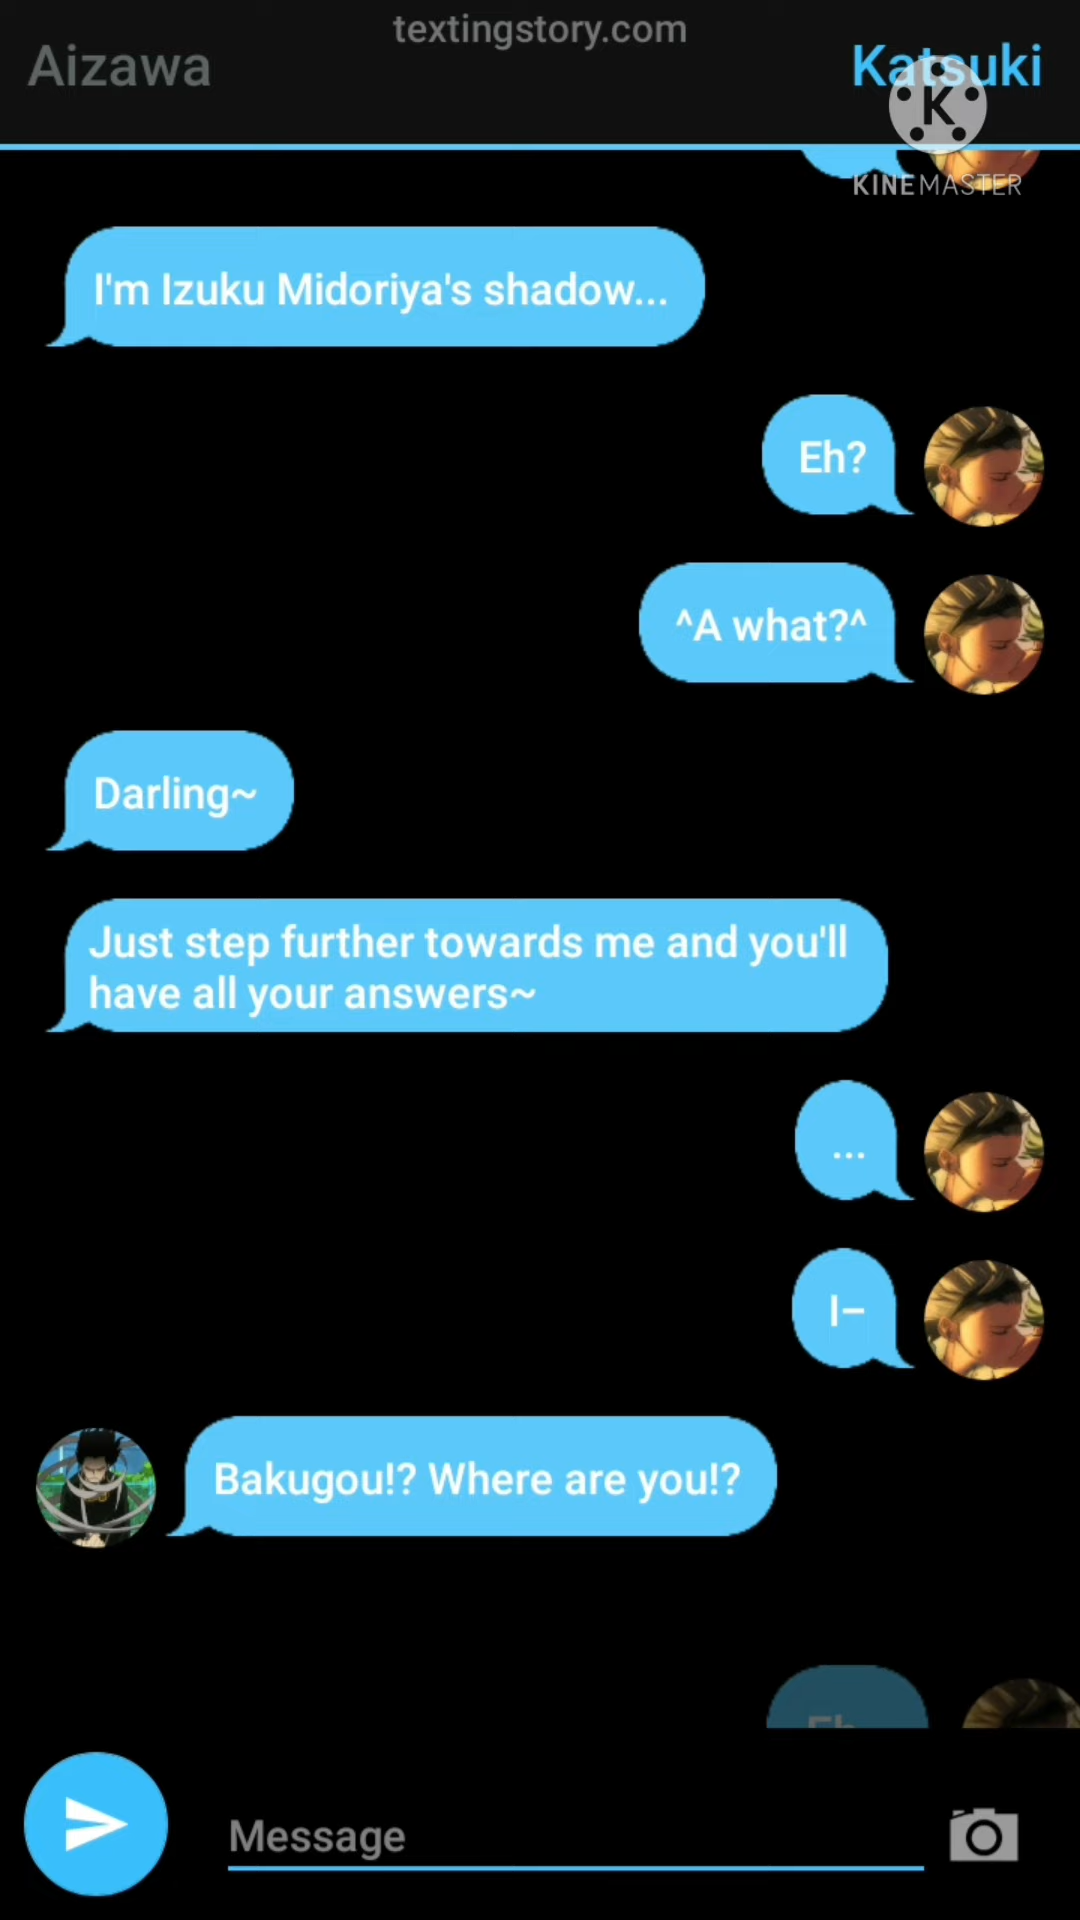 textingstory.com
Aizawa
Katsuki
K
KINEMASTER
I'm Izuku Midoriya's shadow...
Eh?
^A what?^
Darling~
Just step further towards me and you'll
have all your answers~
...
I–
Bakugou!? Where are you!?
Eh
Message